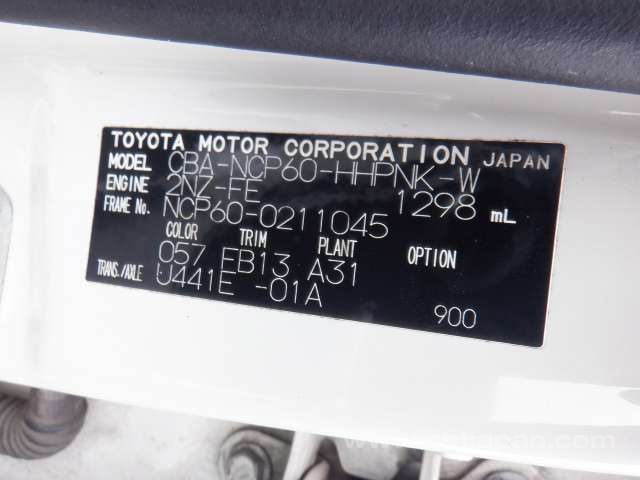 TOYOTA MOTOR CORPORATION JAPAN
MODEL CBA-NCP60-HHPNK-W
ENGINE 2NZ-FE 1298 mL
FRAME No. NCP60-0211045
COLOR TRIM PLANT OPTION
057 EB13 A31
TRANS./AXLE U441E -01A
900